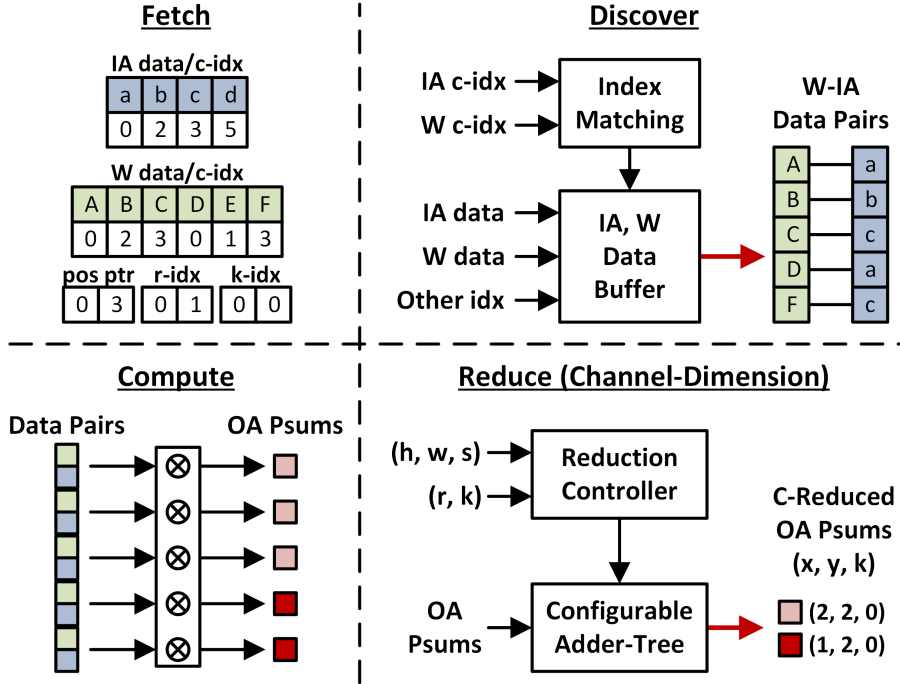 Fetch
IA data/c-idx
a b c d
0 2 3 5
W data/c-idx
A B C D E F
0 2 3 0 1 3
pos ptr r-idx k-idx
0 3 0 1 0 0
Discover
IA c-idx
W c-idx
Index
Matching
IA data
W data
Other idx
IA, W
Data
Buffer
W-IA
Data Pairs
A a
B b
C c
D a
F c
Compute
Data Pairs OA Psums
Reduce (Channel-Dimension)
(h, w, s)
(r, k)
Reduction
Controller
OA
Psums
Configurable
Adder-Tree
C-Reduced
OA Psums
(x, y, k)
(2, 2, 0)
(1, 2, 0)